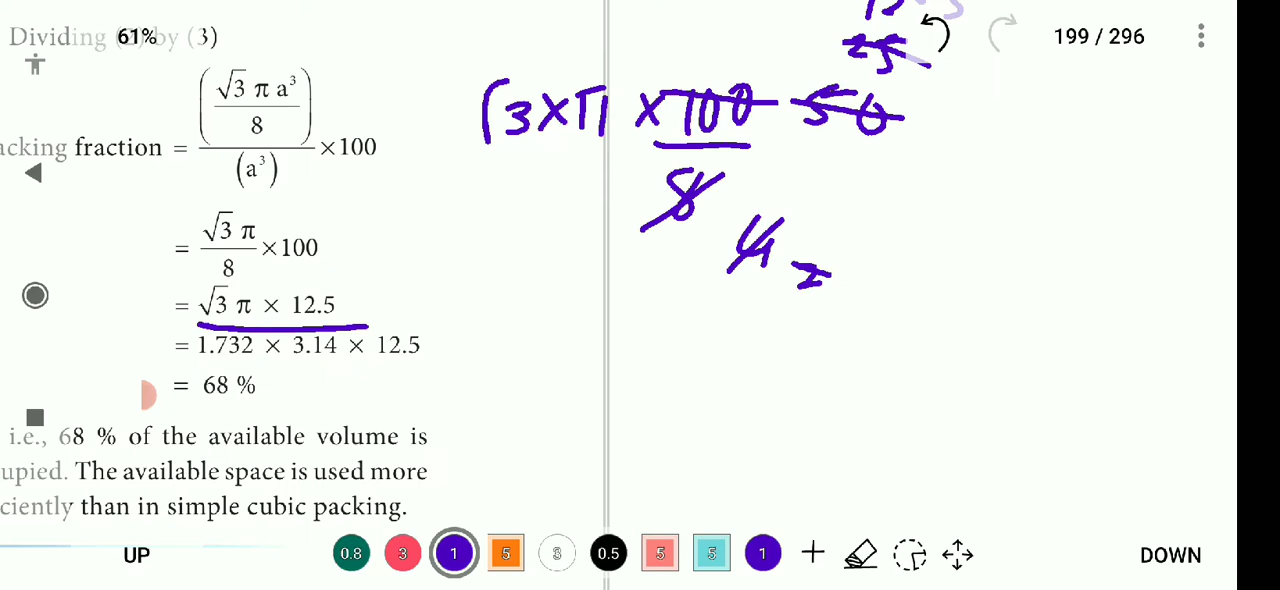 Dividing (2) by (3)
61%
199 / 296
25
√3 π a³
8
√3 × π × 100 50
acking fraction = ――― × 100
(a³)
8
4 2
= √3 π / 8 × 100
= √3 π × 12.5
= 1.732 × 3.14 × 12.5
= 68 %
i.e., 68 % of the available volume is
upied. The available space is used more
ciently than in simple cubic packing.
UP
0.8 3 1 5 3 0.5 5 5 1 +
DOWN